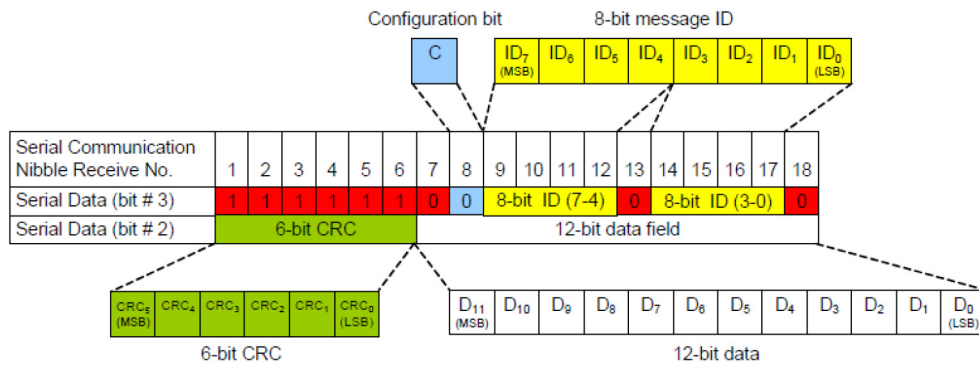 Configuration bit 8-bit message ID
C ID₇ (MSB) ID₆ ID₅ ID₄ ID₃ ID₂ ID₁ ID₀ (LSB)
Serial Communication
Nibble Receive No. 1 2 3 4 5 6 7 8 9 10 11 12 13 14 15 16 17 18
Serial Data (bit # 3) 1 1 1 1 1 1 0 0 8-bit ID (7-4) 0 8-bit ID (3-0) 0
Serial Data (bit # 2) 6-bit CRC 12-bit data field
CRC₅ (MSB) CRC₄ CRC₃ CRC₂ CRC₁ CRC₀ (LSB) D₁₁ (MSB) D₁₀ D₉ D₈ D₇ D₆ D₅ D₄ D₃ D₂ D₁ D₀ (LSB)
6-bit CRC 12-bit data